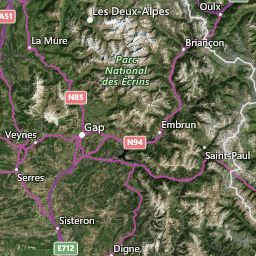 Oulx
Les Deux-Alpes
A51
La Mure
Briançon
Parc
National
des Écrins
N85
Gap
Embrun
Veynes
N94
Saint-Paul
Serres
Sisteron
E712
Digne